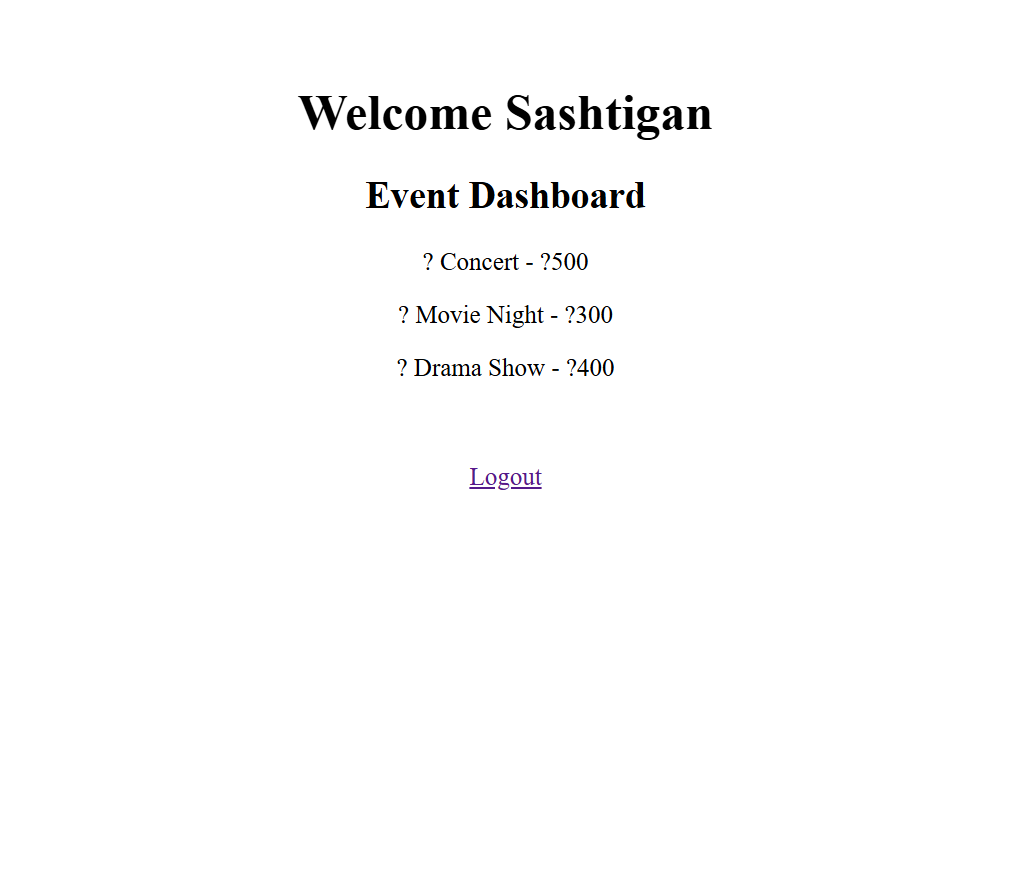 Welcome Sashtigan
Event Dashboard
? Concert - ?500
? Movie Night - ?300
? Drama Show - ?400
Logout